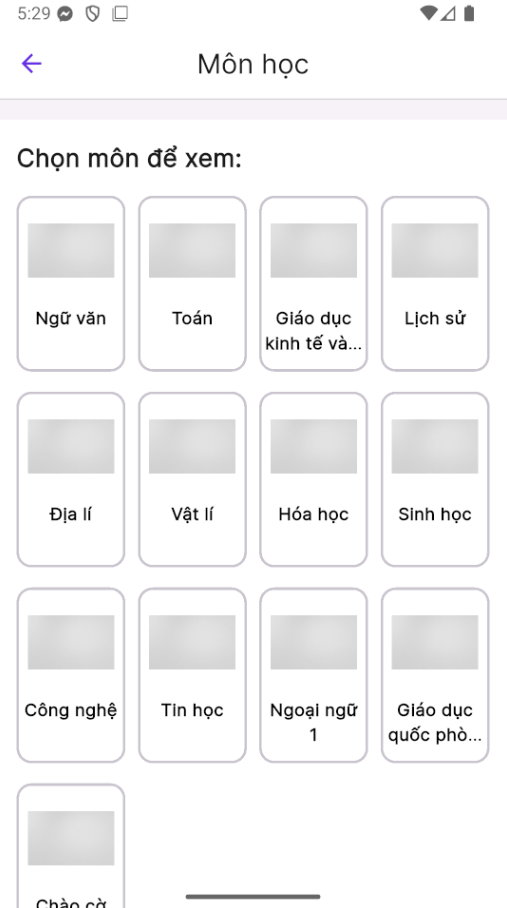 5:29
Môn học
Chọn môn để xem:
Ngữ văn
Toán
Giáo dục
kinh tế và...
Lịch sử
Địa lí
Vật lí
Hóa học
Sinh học
Công nghệ
Tin học
Ngoại ngữ
1
Giáo dục
quốc phò...
Chào cờ